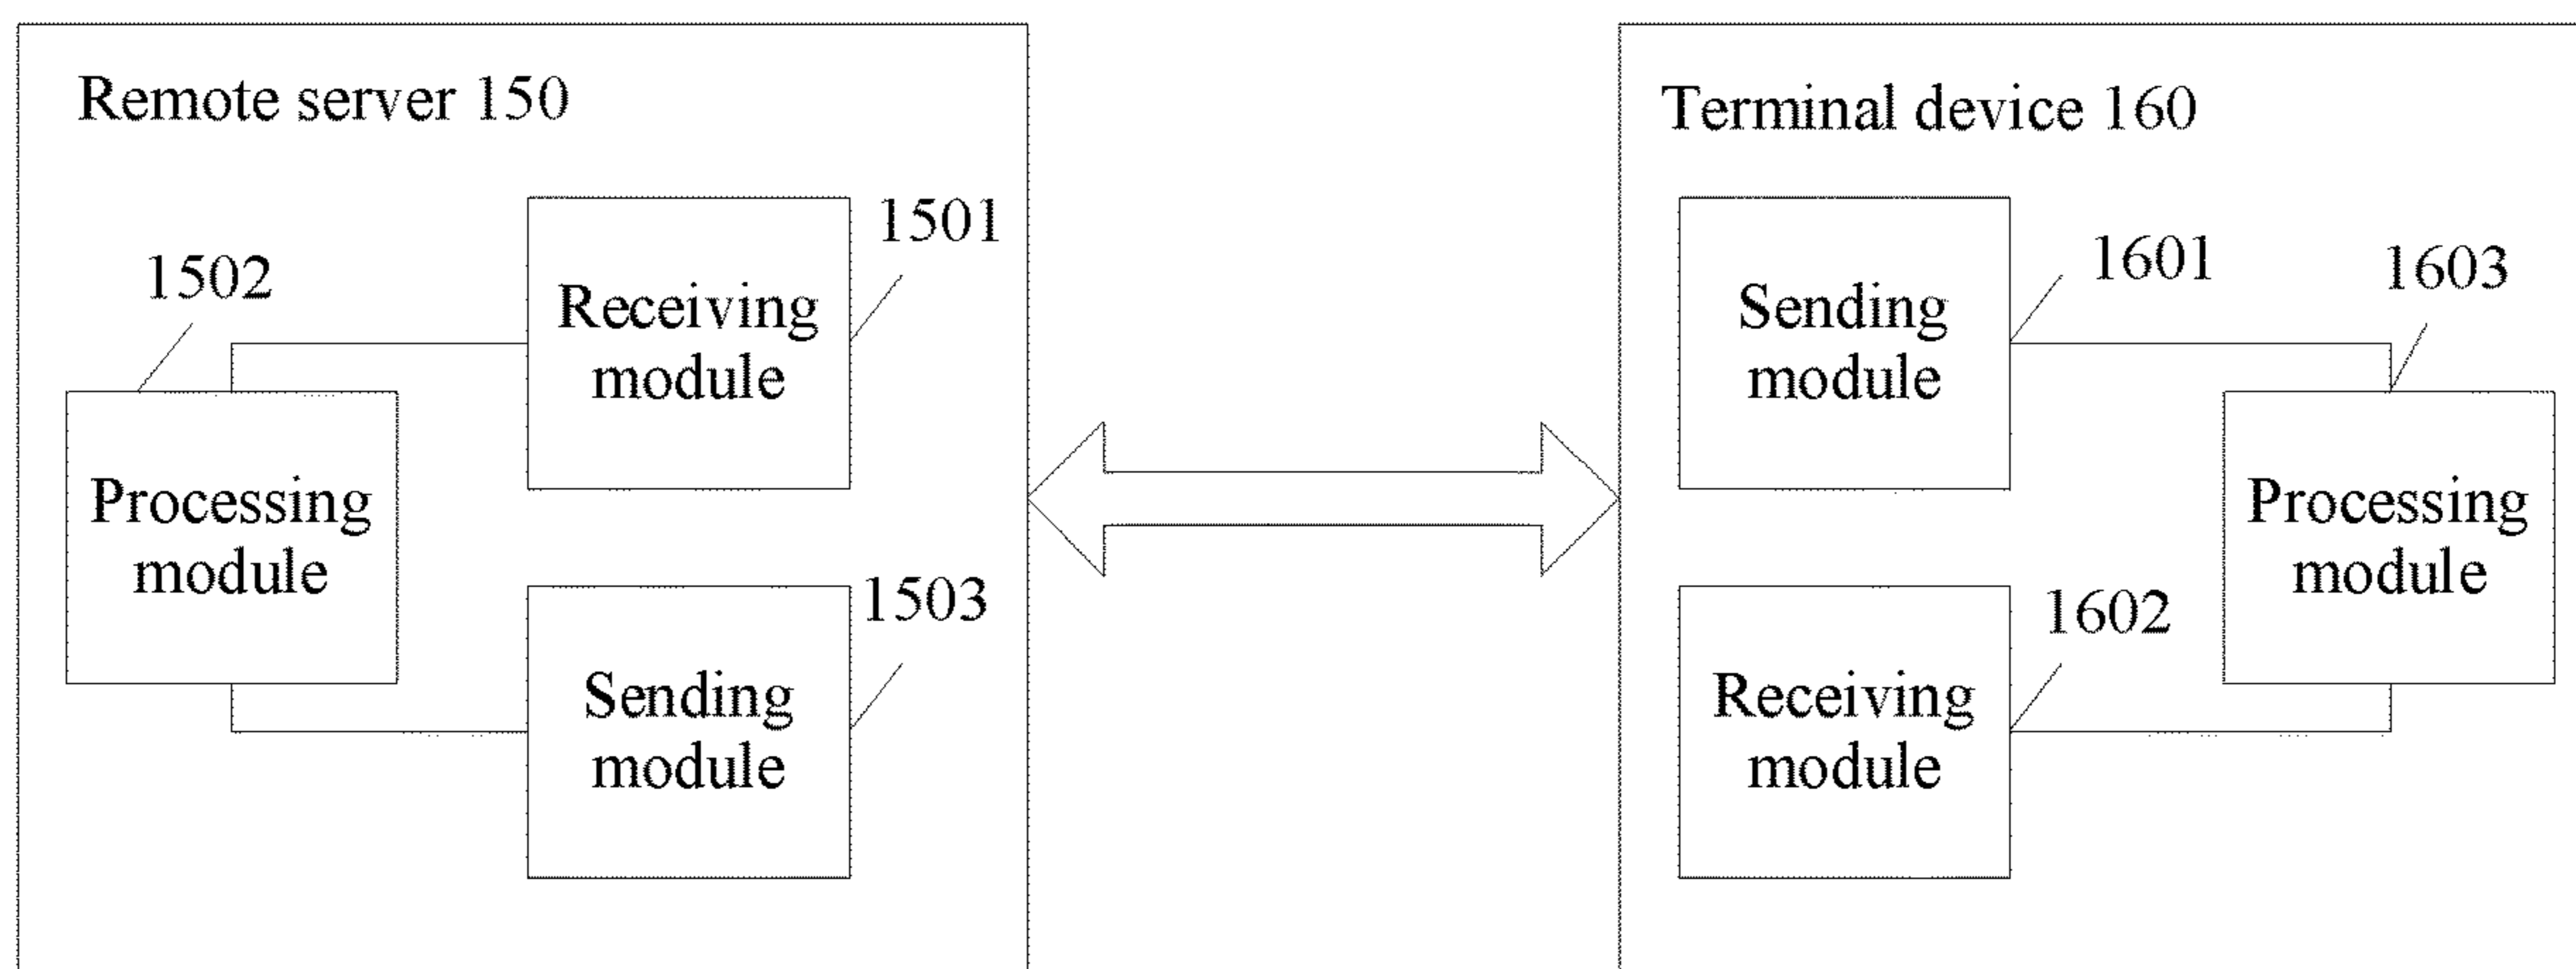 Remote server 150
1501
1502
Receiving
module
Processing
module
1503
Sending
module
Terminal device 160
1601
1603
Sending
module
Processing
module
1602
Receiving
module